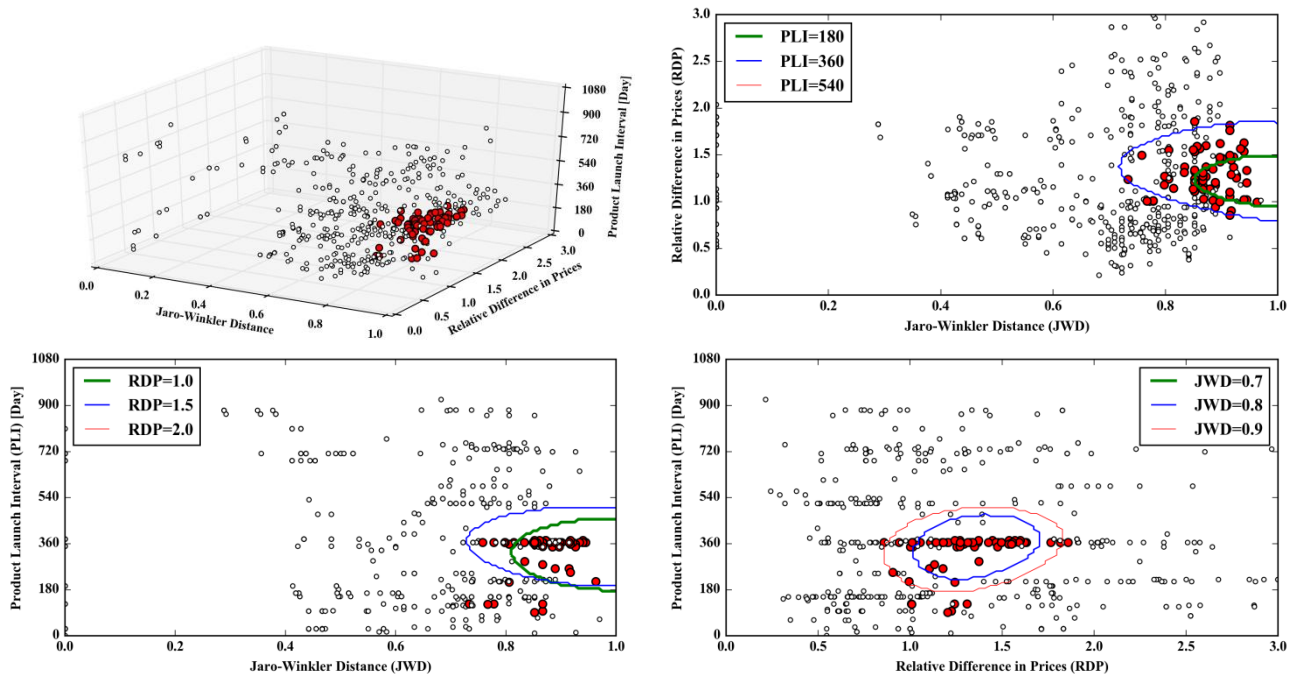 1080
900
720
540
360
180
0
Product Launch Interval [Day]
3.0
2.5
2.0
1.5
1.0
0.5
0.0
Relative Difference in Prices
0.0
0.2
0.4
0.6
0.8
1.0
Jaro-Winkler Distance
PLI=180
PLI=360
PLI=540
3.0
2.5
2.0
1.5
1.0
0.5
0.0
Relative Difference in Prices (RDP)
0.0 0.2 0.4 0.6 0.8 1.0
Jaro-Winkler Distance (JWD)
RDP=1.0
RDP=1.5
RDP=2.0
1080
900
720
540
360
180
0
Product Launch Interval (PLI) [Day]
0.0 0.2 0.4 0.6 0.8 1.0
Jaro-Winkler Distance (JWD)
JWD=0.7
JWD=0.8
JWD=0.9
1080
900
720
540
360
180
0
Product Launch Interval (PLI) [Day]
0.0 0.5 1.0 1.5 2.0 2.5 3.0
Relative Difference in Prices (RDP)